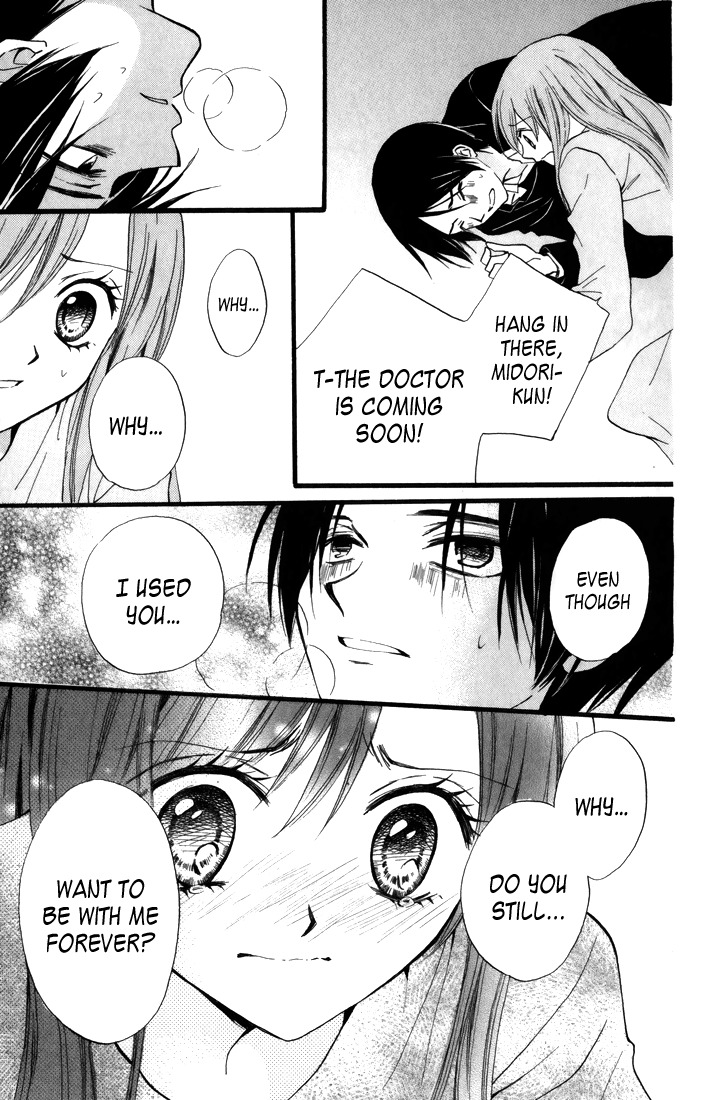 HANG IN
THERE,
MIDORI-
KUN!
T-THE DOCTOR
IS COMING
SOON!
WHY...
WHY...
EVEN
THOUGH
I USED
YOU...
WHY...
DO YOU
STILL...
WANT TO
BE WITH ME
FOREVER?